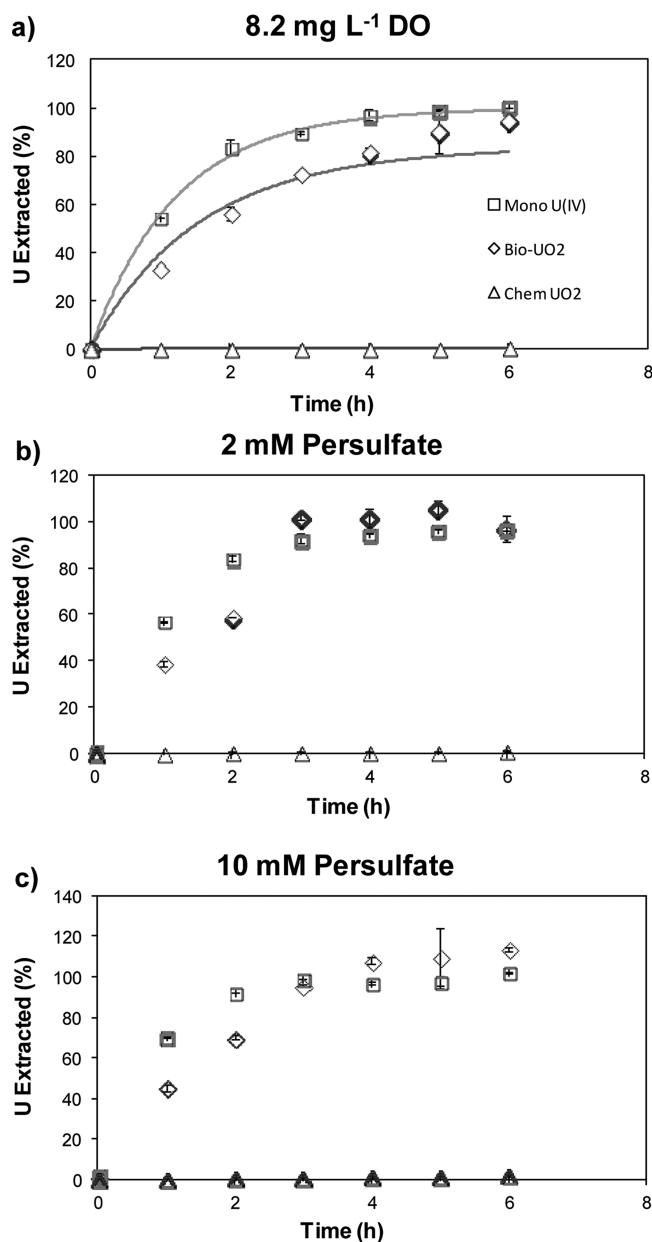 a)
8.2 mg L⁻¹ DO
120
100
80
60
40
20
0
U Extracted (%)
0 2 4 6 8
Time (h)
Mono U(IV)
Bio-UO2
Chem UO2
b)
2 mM Persulfate
120
100
80
60
40
20
0
U Extracted (%)
0 2 4 6 8
Time (h)
c)
10 mM Persulfate
140
120
100
80
60
40
20
0
U Extracted (%)
0 2 4 6 8
Time (h)